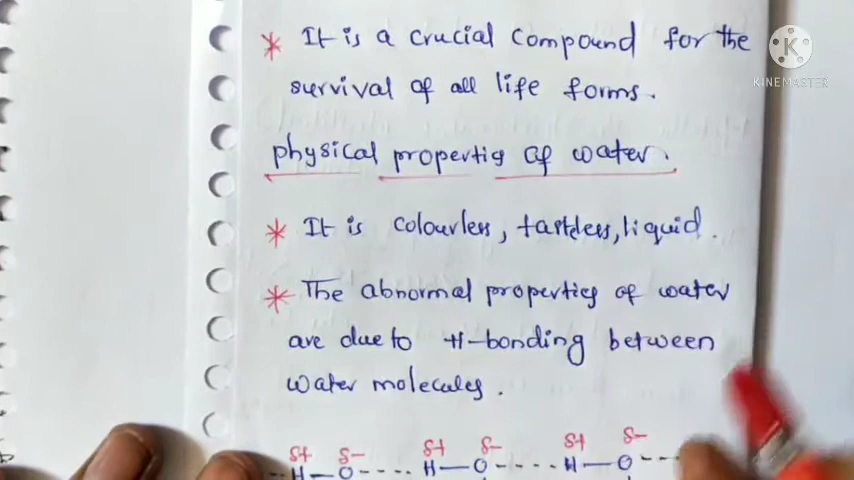 * It is a crucial compound for the
survival of all life forms.
physical properties of water.
* It is colourless, tasteless, liquid.
* The abnormal properties of water
are due to H-bonding between
water molecules.
δ+ δ- δ+ δ- δ+ δ-
H—O----H—O----H—O---
K
KINEMASTER